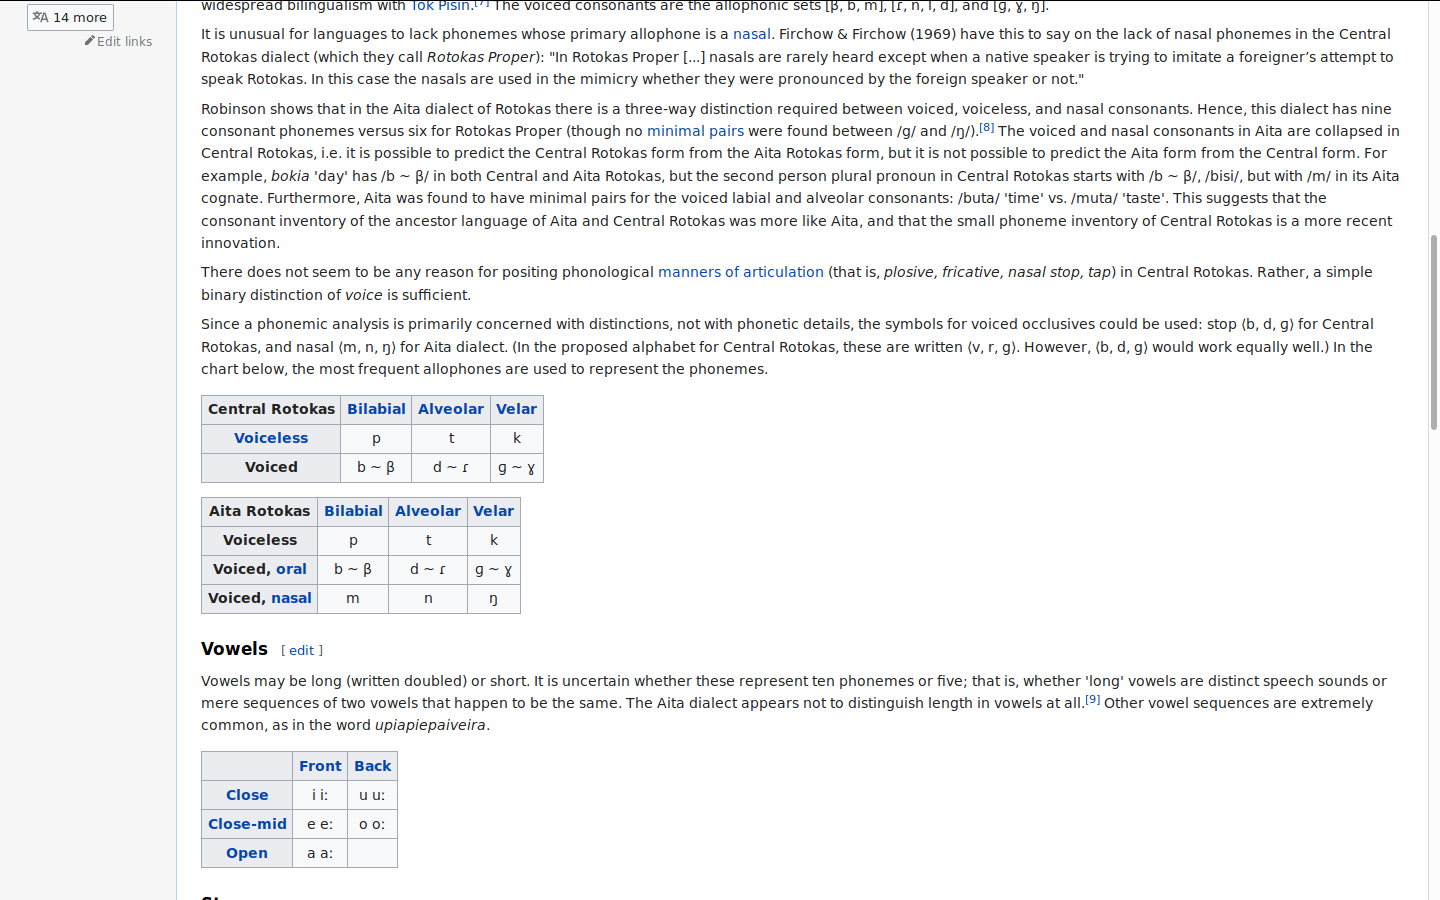 14 more
Edit links
widespread bilingualism with Tok Pisin.[7] The voiced consonants are the allophonic sets [β, b, m], [ɾ, n, l, d], and [ɡ, ɣ, ŋ].
It is unusual for languages to lack phonemes whose primary allophone is a nasal. Firchow & Firchow (1969) have this to say on the lack of nasal phonemes in the Central
Rotokas dialect (which they call Rotokas Proper): "In Rotokas Proper [...] nasals are rarely heard except when a native speaker is trying to imitate a foreigner’s attempt to
speak Rotokas. In this case the nasals are used in the mimicry whether they were pronounced by the foreign speaker or not."
Robinson shows that in the Aita dialect of Rotokas there is a three-way distinction required between voiced, voiceless, and nasal consonants. Hence, this dialect has nine
consonant phonemes versus six for Rotokas Proper (though no minimal pairs were found between /g/ and /ŋ/).[8] The voiced and nasal consonants in Aita are collapsed in
Central Rotokas, i.e. it is possible to predict the Central Rotokas form from the Aita Rotokas form, but it is not possible to predict the Aita form from the Central form. For
example, bokia 'day' has /b ~ β/ in both Central and Aita Rotokas, but the second person plural pronoun in Central Rotokas starts with /b ~ β/, /bisi/, but with /m/ in its Aita
cognate. Furthermore, Aita was found to have minimal pairs for the voiced labial and alveolar consonants: /buta/ 'time' vs. /muta/ 'taste'. This suggests that the
consonant inventory of the ancestor language of Aita and Central Rotokas was more like Aita, and that the small phoneme inventory of Central Rotokas is a more recent
innovation.
There does not seem to be any reason for positing phonological manners of articulation (that is, plosive, fricative, nasal stop, tap) in Central Rotokas. Rather, a simple
binary distinction of voice is sufficient.
Since a phonemic analysis is primarily concerned with distinctions, not with phonetic details, the symbols for voiced occlusives could be used: stop ⟨b, d, ɡ⟩ for Central
Rotokas, and nasal ⟨m, n, ŋ⟩ for Aita dialect. (In the proposed alphabet for Central Rotokas, these are written ⟨v, r, g⟩. However, ⟨b, d, g⟩ would work equally well.) In the
chart below, the most frequent allophones are used to represent the phonemes.
Central Rotokas Bilabial Alveolar Velar
Voiceless p t k
Voiced b ~ β d ~ ɾ ɡ ~ ɣ
Aita Rotokas Bilabial Alveolar Velar
Voiceless p t k
Voiced, oral b ~ β d ~ ɾ ɡ ~ ɣ
Voiced, nasal m n ŋ
Vowels [ edit ]
Vowels may be long (written doubled) or short. It is uncertain whether these represent ten phonemes or five; that is, whether 'long' vowels are distinct speech sounds or
mere sequences of two vowels that happen to be the same. The Aita dialect appears not to distinguish length in vowels at all.[9] Other vowel sequences are extremely
common, as in the word upiapiepaiveira.
Front Back
Close i iː u uː
Close-mid e eː o oː
Open a aː